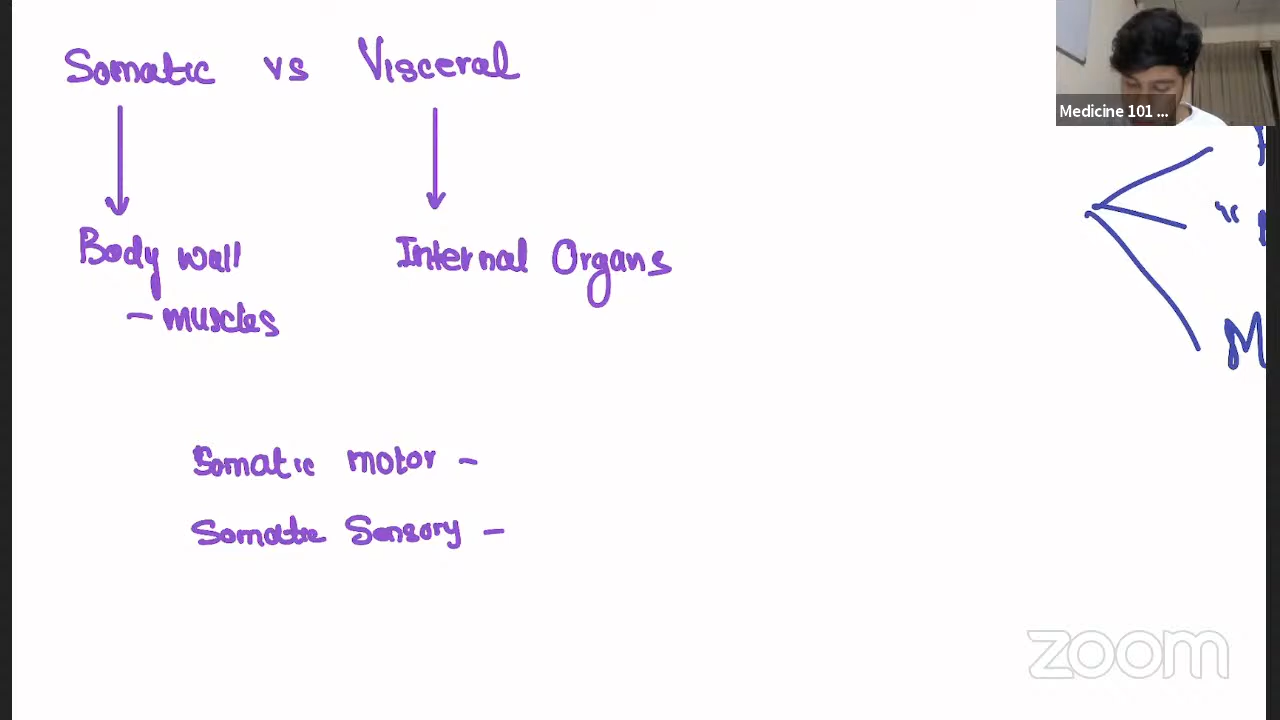 Somatic vs Visceral
Medicine 101 ...
Body wall
Internal Organs
- muscles
M
Somatic motor -
Somatic Sensory -
zoom